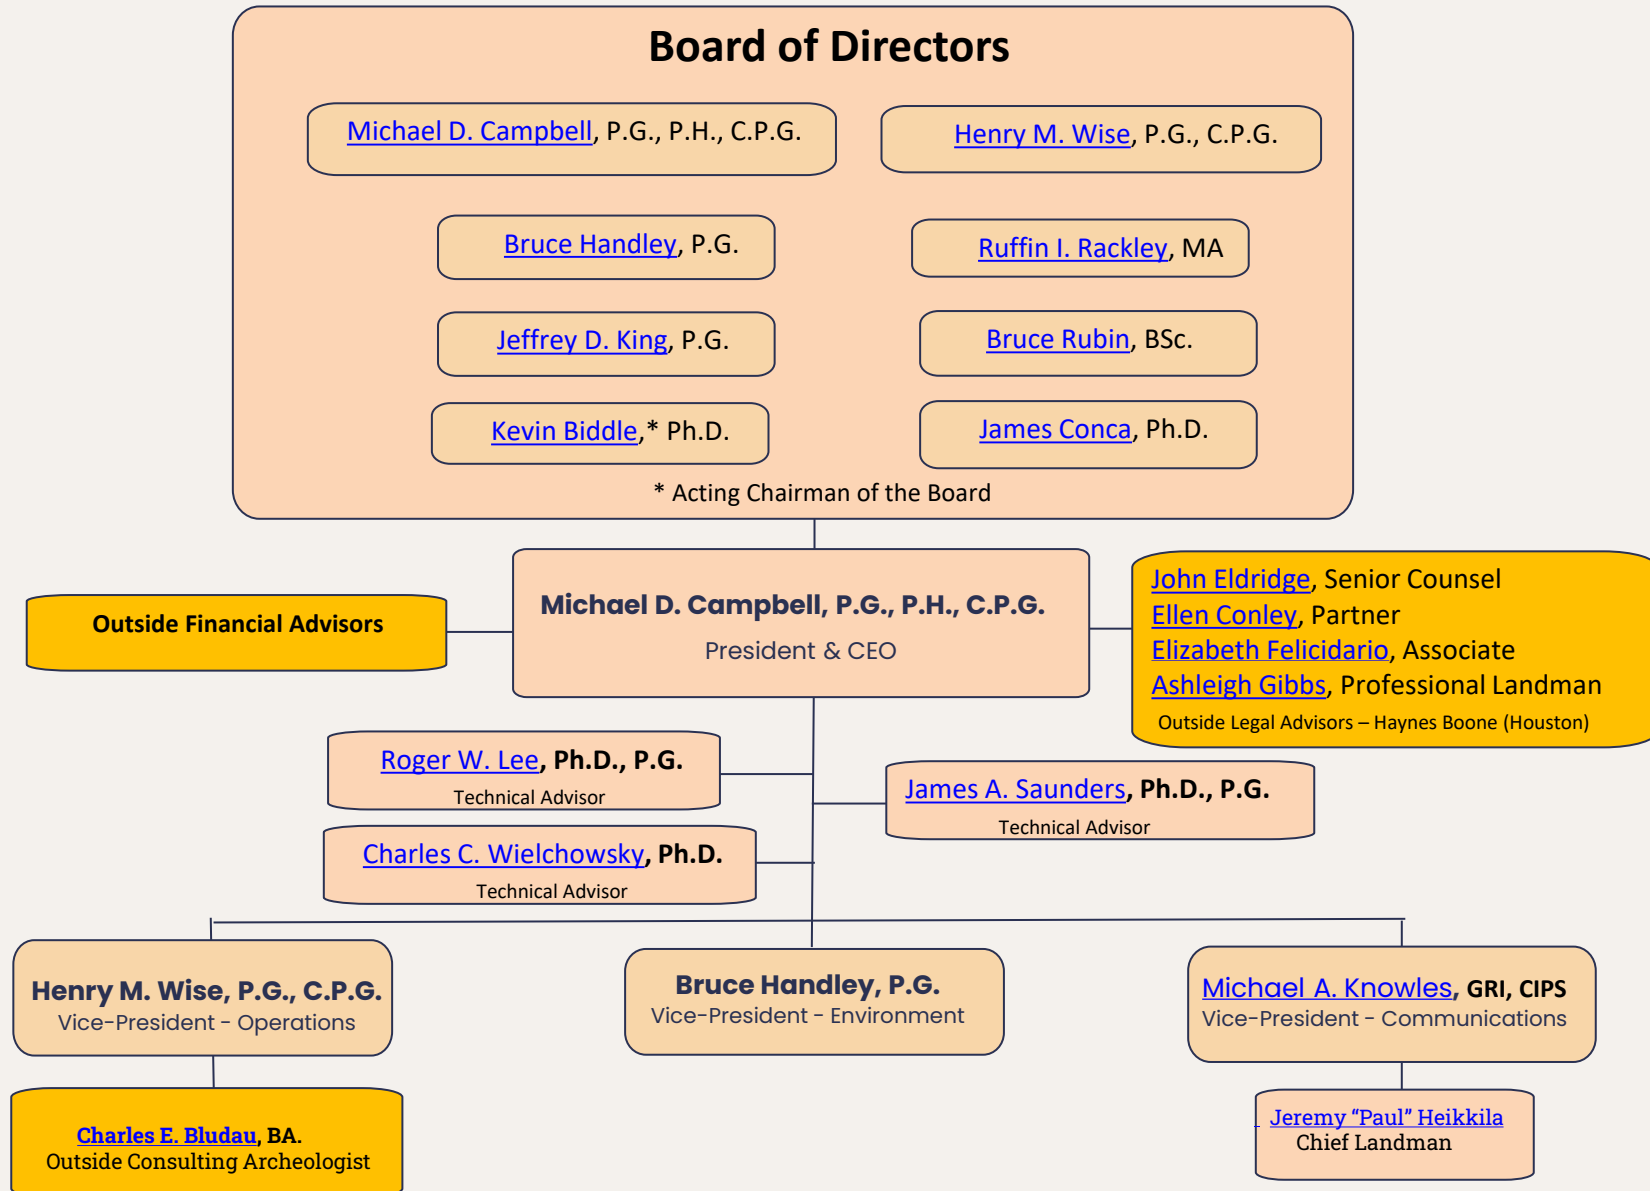 Board of Directors
Michael D. Campbell, P.G., P.H., C.P.G.
Henry M. Wise, P.G., C.P.G.
Bruce Handley, P.G.
Ruffin I. Rackley, MA
Jeffrey D. King, P.G.
Bruce Rubin, BSc.
Kevin Biddle,* Ph.D.
James Conca, Ph.D.
* Acting Chairman of the Board
Outside Financial Advisors
Michael D. Campbell, P.G., P.H., C.P.G.
President & CEO
John Eldridge, Senior Counsel
Ellen Conley, Partner
Elizabeth Felicidario, Associate
Ashleigh Gibbs, Professional Landman
Outside Legal Advisors – Haynes Boone (Houston)
Roger W. Lee, Ph.D., P.G.
Technical Advisor
James A. Saunders, Ph.D., P.G.
Technical Advisor
Charles C. Wielchowsky, Ph.D.
Technical Advisor
Henry M. Wise, P.G., C.P.G.
Vice-President - Operations
Bruce Handley, P.G.
Vice-President - Environment
Michael A. Knowles, GRI, CIPS
Vice-President - Communications
Charles E. Bludau, BA.
Outside Consulting Archeologist
Jeremy “Paul” Heikkila
Chief Landman